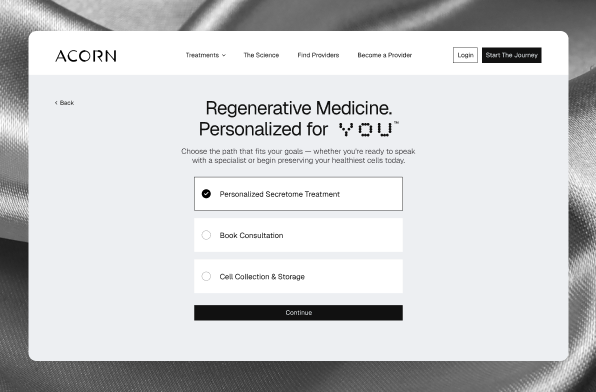 ACORN
Treatments
The Science
Find Providers
Become a Provider
Login
Start The Journey
Back
Regenerative Medicine.
Personalized for YOU™
Choose the path that fits your goals — whether you're ready to speak
with a specialist or begin preserving your healthiest cells today.
Personalized Secretome Treatment
Book Consultation
Cell Collection & Storage
Continue